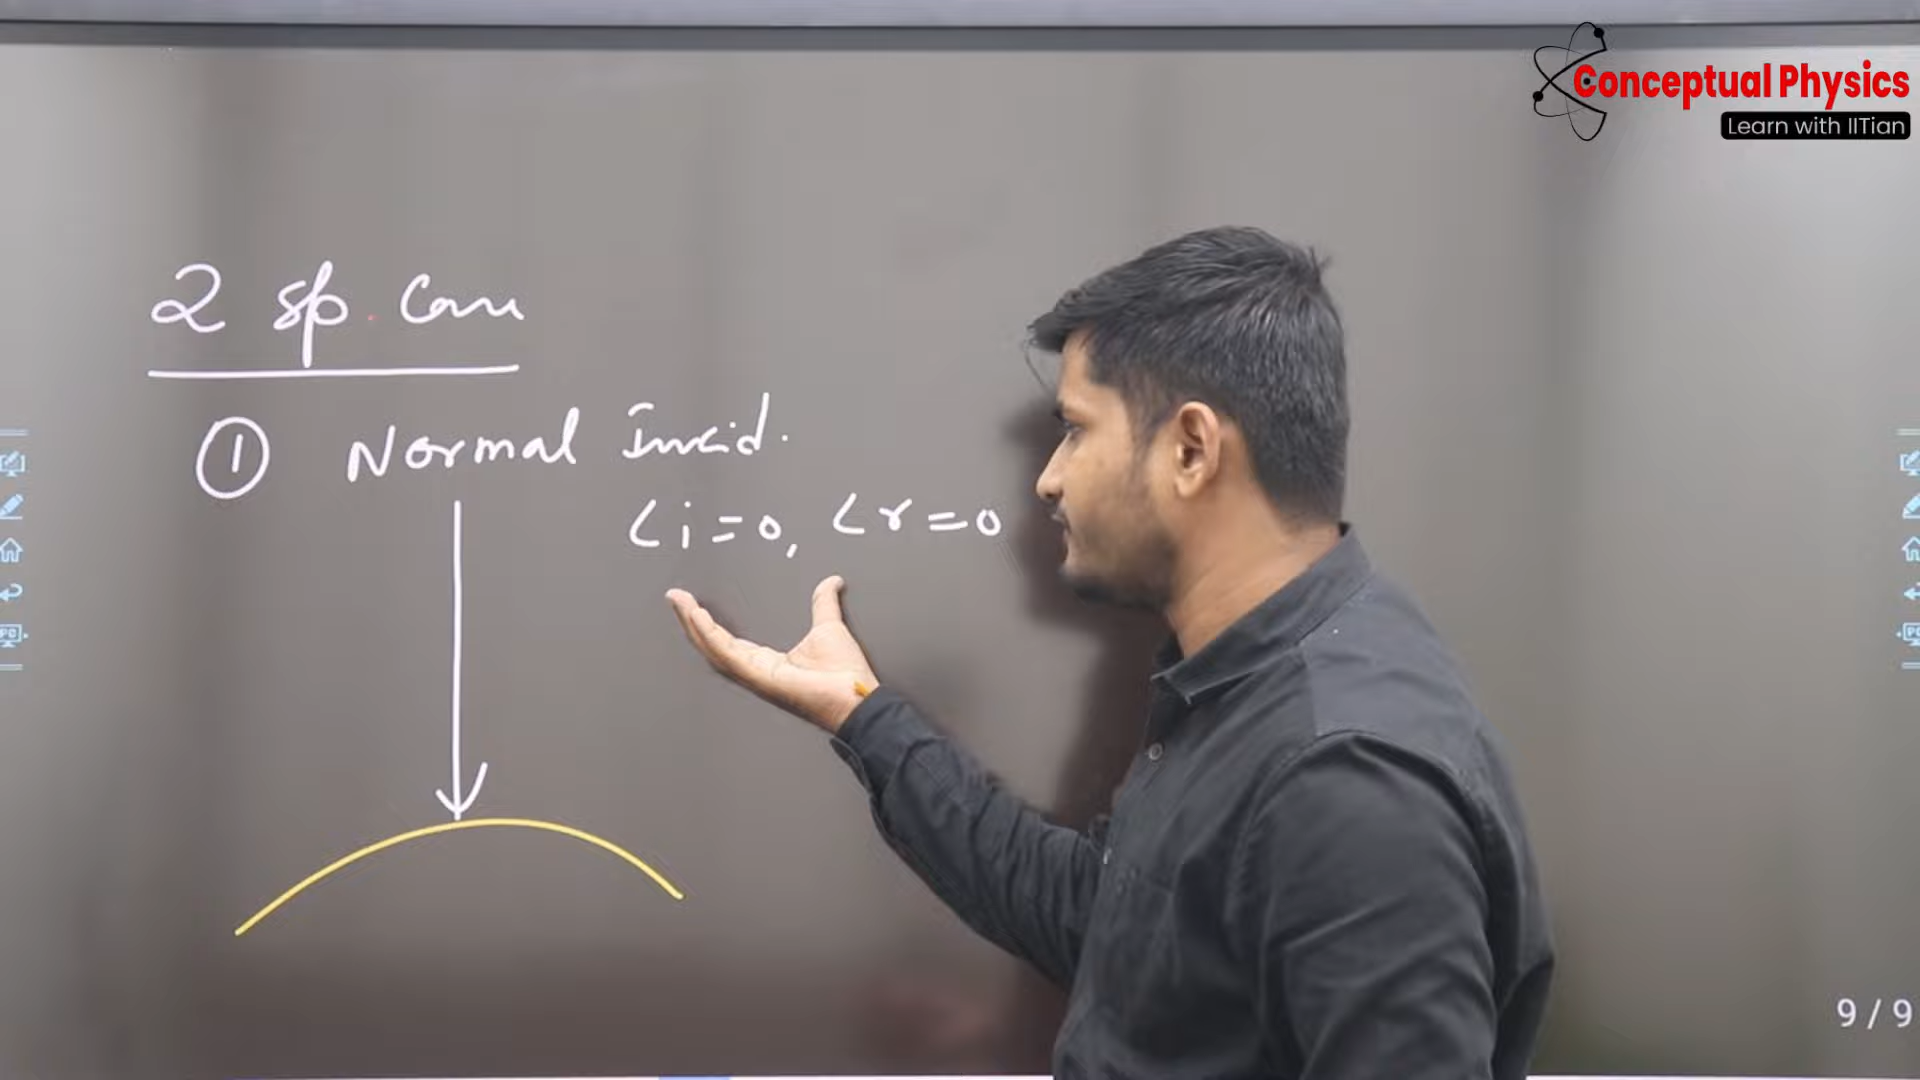 Conceptual Physics
Learn with IITian
2 sp. Case
① Normal Incid.
∠i=0, ∠r=0
9/9